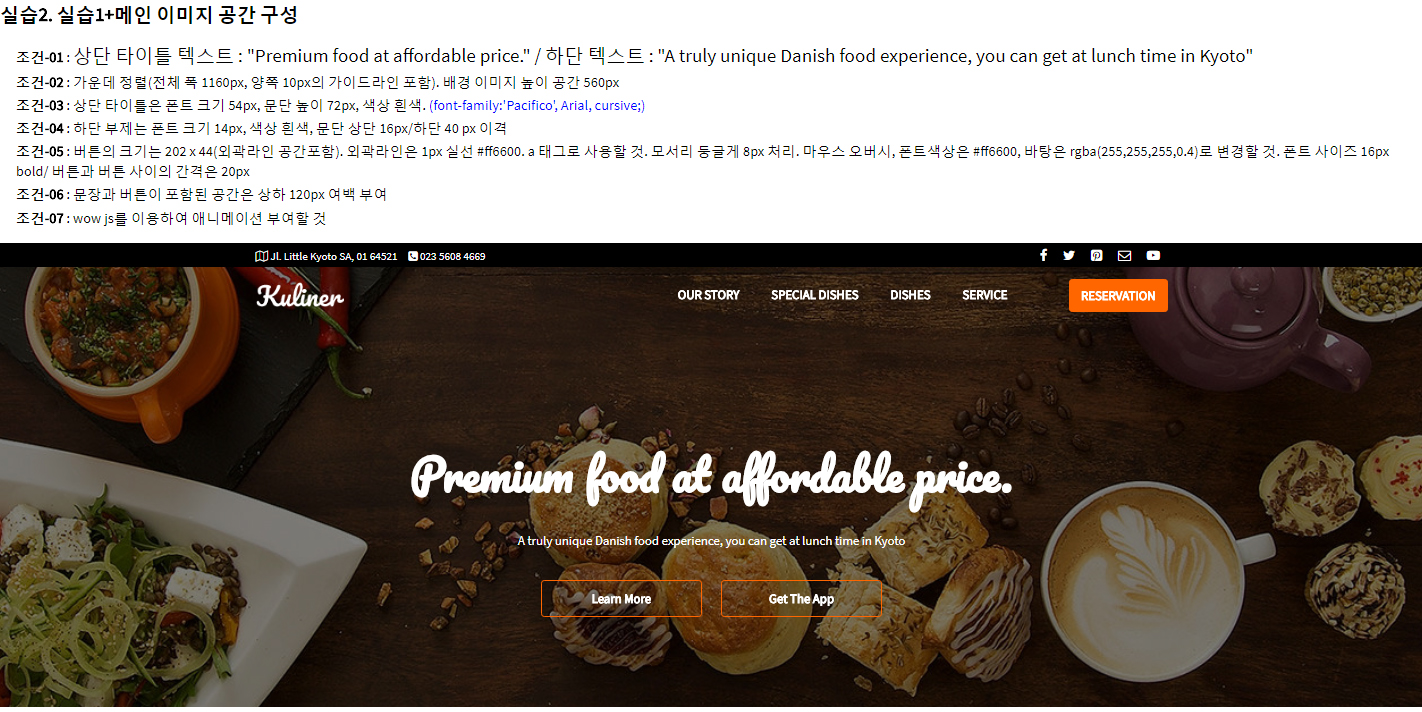 실습2. 실습1+메인 이미지 공간 구성
조건-01 : 상단 타이틀 텍스트 : "Premium food at affordable price." / 하단 텍스트 : "A truly unique Danish food experience, you can get at lunch time in Kyoto"
조건-02 : 가운데 정렬(전체 폭 1160px, 양쪽 10px의 가이드라인 포함). 배경 이미지 높이 공간 560px
조건-03 : 상단 타이틀은 폰트 크기 54px, 문단 높이 72px, 색상 흰색. (font-family:'Pacifico', Arial, cursive;)
조건-04 : 하단 부제는 폰트 크기 14px, 색상 흰색, 문단 상단 16px/하단 40 px 이격
조건-05 : 버튼의 크기는 202 x 44(외곽라인 공간포함). 외곽라인은 1px 실선 #ff6600. a 태그로 사용할 것. 모서리 둥글게 8px 처리. 마우스 오버시, 폰트색상은 #ff6600, 바탕은 rgba(255,255,255,0.4)로 변경할 것. 폰트 사이즈 16px
bold/ 버튼과 버튼 사이의 간격은 20px
조건-06 : 문장과 버튼이 포함된 공간은 상하 120px 여백 부여
조건-07 : wow js를 이용하여 애니메이션 부여할 것
Jl. Little Kyoto SA, 01 64521 023 5608 4669
Kuliner OUR STORY SPECIAL DISHES DISHES SERVICE RESERVATION
Premium food at affordable price.
A truly unique Danish food experience, you can get at lunch time in Kyoto
Learn More Get The App